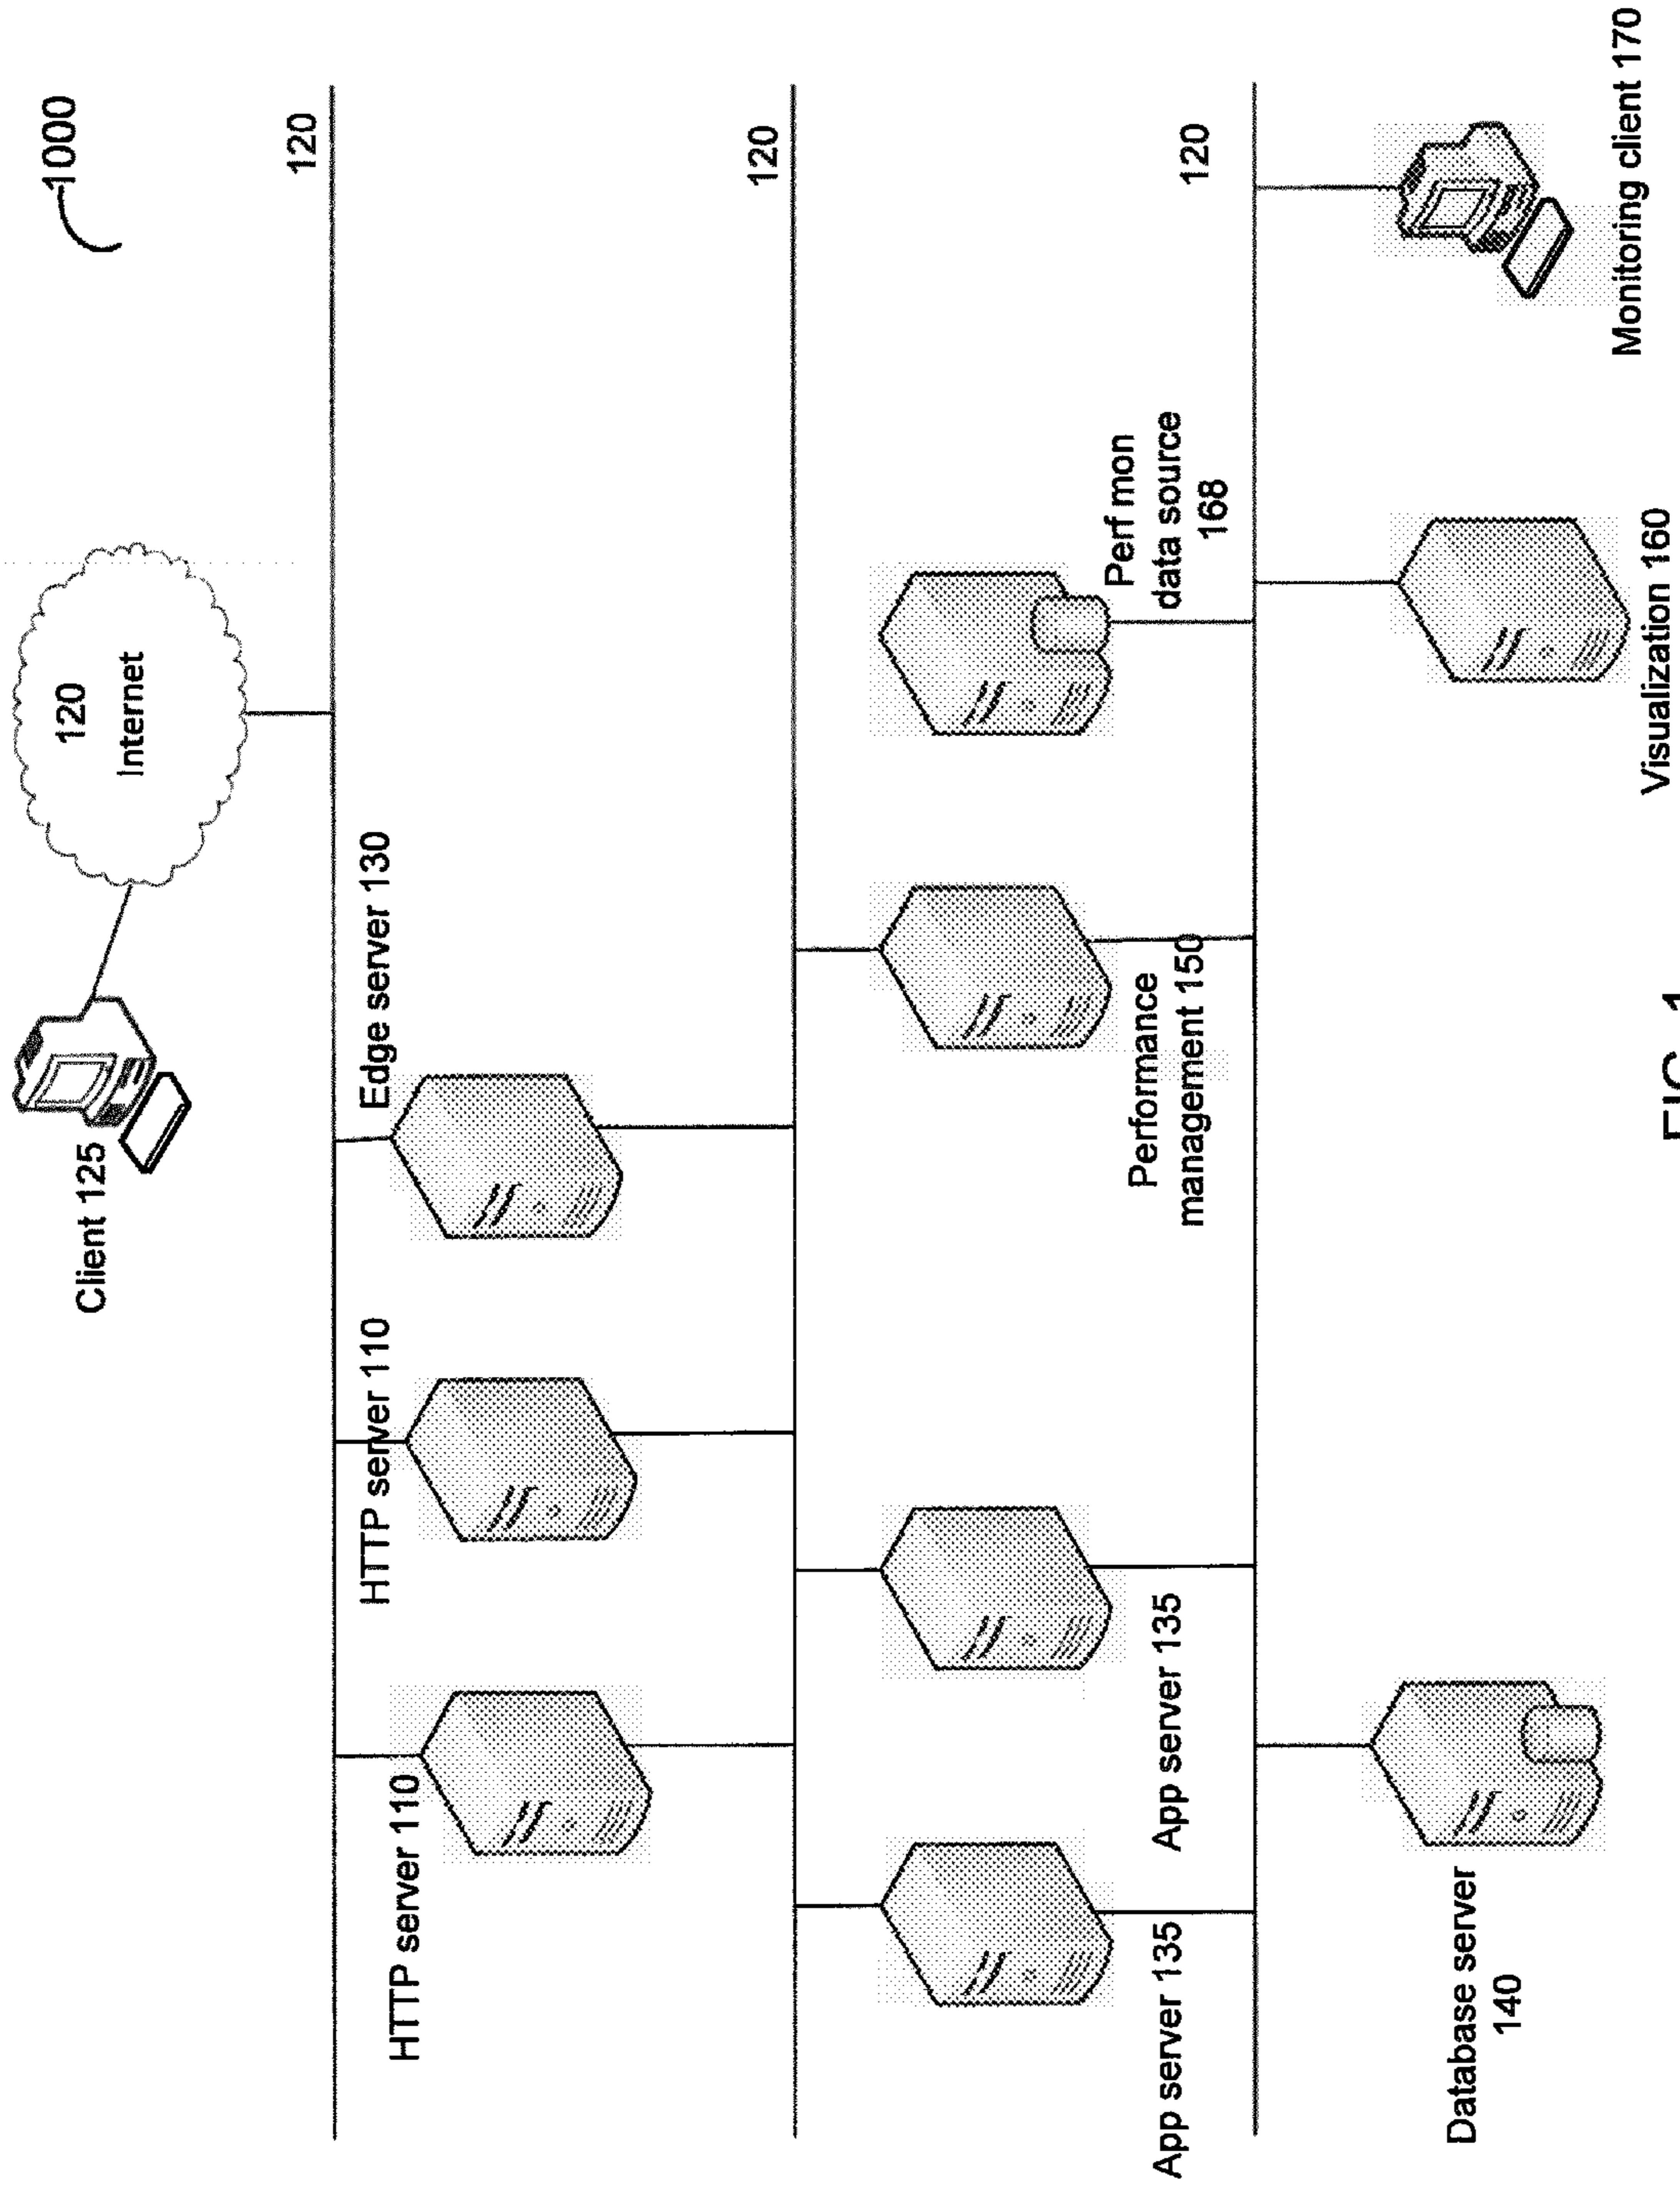 1000
120
Internet
Client 125
120
Edge server 130
HTTP server 110
HTTP server 110
120
Perf mon
data source
168
Performance
management 150
App server 135
App server 135
120
Monitoring client 170
Visualization 160
Database server
140
FIG. 1